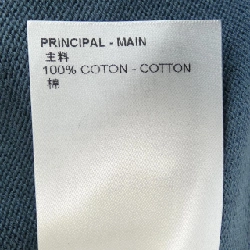 PRINCIPAL - MAIN
主料
100% COTON - COTTON
棉